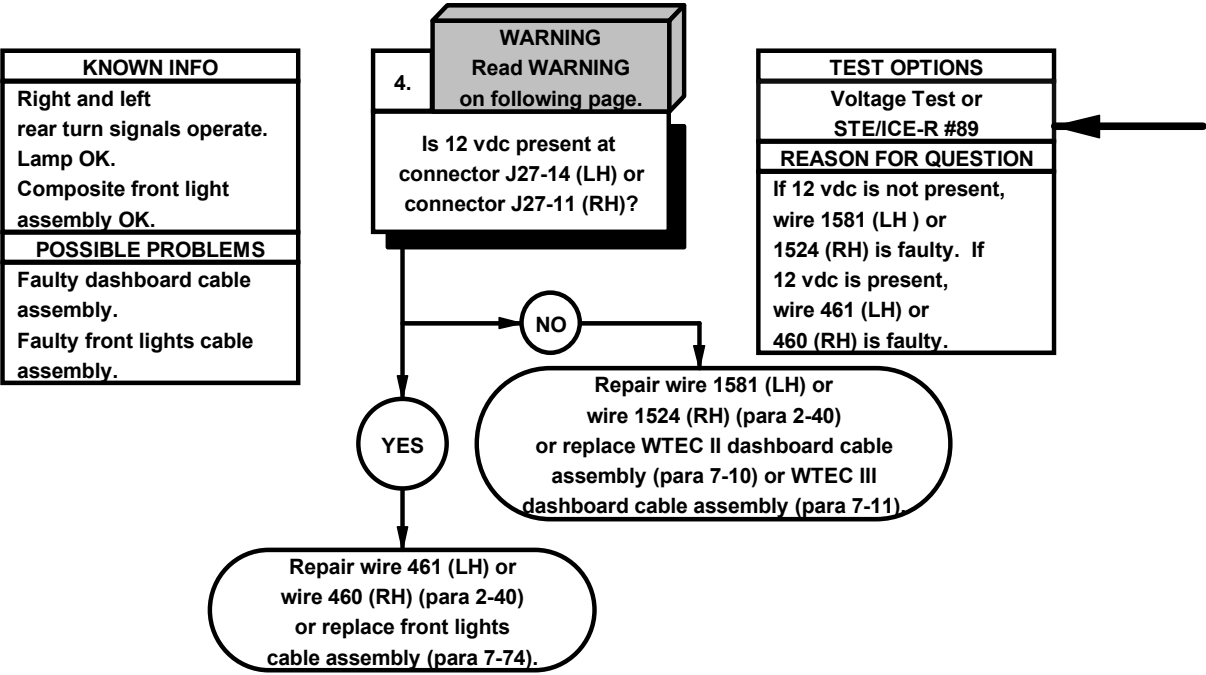 KNOWN INFO
Right and left
rear turn signals operate.
Lamp OK.
Composite front light
assembly OK.
POSSIBLE PROBLEMS
Faulty dashboard cable
assembly.
Faulty front lights cable
assembly.
4.
WARNING
Read WARNING
on following page.
Is 12 vdc present at
connector J27-14 (LH) or
connector J27-11 (RH)?
TEST OPTIONS
Voltage Test or
STE/ICE-R #89
REASON FOR QUESTION
If 12 vdc is not present,
wire 1581 (LH ) or
1524 (RH) is faulty. If
12 vdc is present,
wire 461 (LH) or
460 (RH) is faulty.
NO
Repair wire 1581 (LH) or
wire 1524 (RH) (para 2-40)
or replace WTEC II dashboard cable
assembly (para 7-10) or WTEC III
dashboard cable assembly (para 7-11).
YES
Repair wire 461 (LH) or
wire 460 (RH) (para 2-40)
or replace front lights
cable assembly (para 7-74).